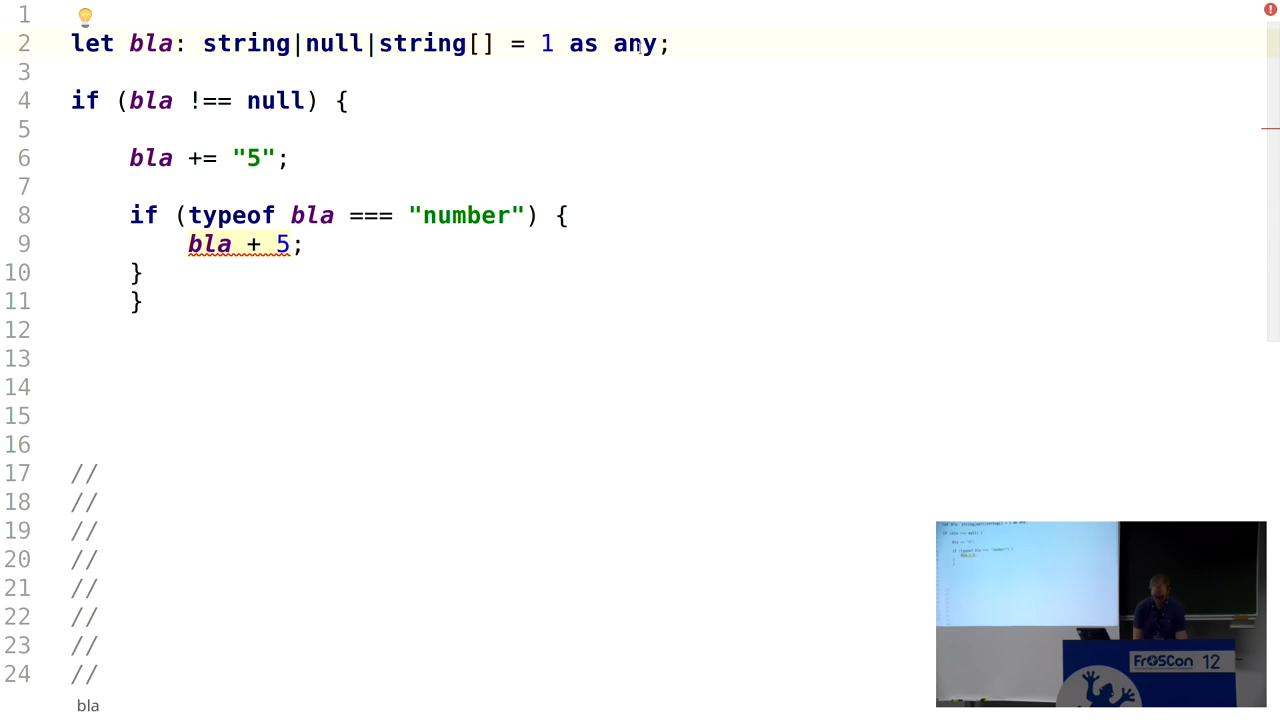 1
2 let bla: string|null|string[] = 1 as any;
3
4 if (bla !== null) {
5
6 bla += "5";
7
8 if (typeof bla === "number") {
9 bla + 5;
10 }
11 }
12
13
14
15
16
17 //
18 //
19 //
20 //
21 //
22 //
23 //
24 //
bla
FrOSCon 12